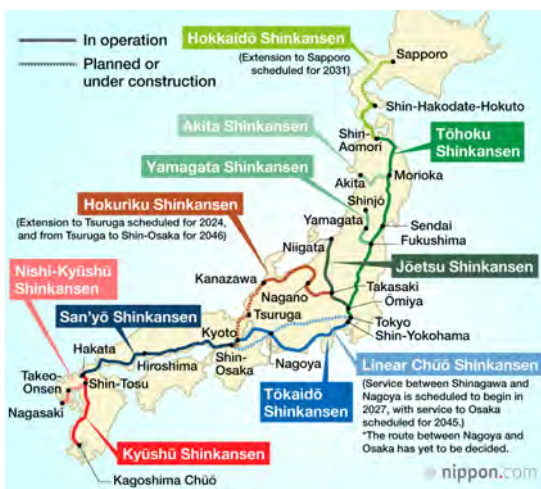 In operation
Planned or
under construction
Hokkaidō Shinkansen
(Extension to Sapporo
scheduled for 2031)
Sapporo
Shin-Hakodate-Hokuto
Akita Shinkansen
Shin-
Aomori
Tōhoku
Shinkansen
Yamagata Shinkansen
Akita
Morioka
Shinjō
Hokuriku Shinkansen
(Extension to Tsuruga scheduled for 2024,
and from Tsuruga to Shin-Osaka for 2046)
Yamagata
Sendai
Niigata
Fukushima
Nishi-Kyūshū
Shinkansen
Kanazawa
Jōetsu Shinkansen
Nagano
Takasaki
Ōmiya
San'yō Shinkansen
Tsuruga
Kyoto
Tokyo
Shin-Yokohama
Hakata
Hiroshima
Shin-
Osaka
Nagoya
Linear Chūō Shinkansen
(Service between Shinagawa and
Nagoya is scheduled to begin in
2027, with service to Osaka
scheduled for 2045.)
*The route between Nagoya and
Osaka has yet to be decided.
Takeo-
Onsen
Shin-Tosu
Tōkaidō
Shinkansen
Nagasaki
Kyūshū Shinkansen
Kagoshima Chūō
nippon.com